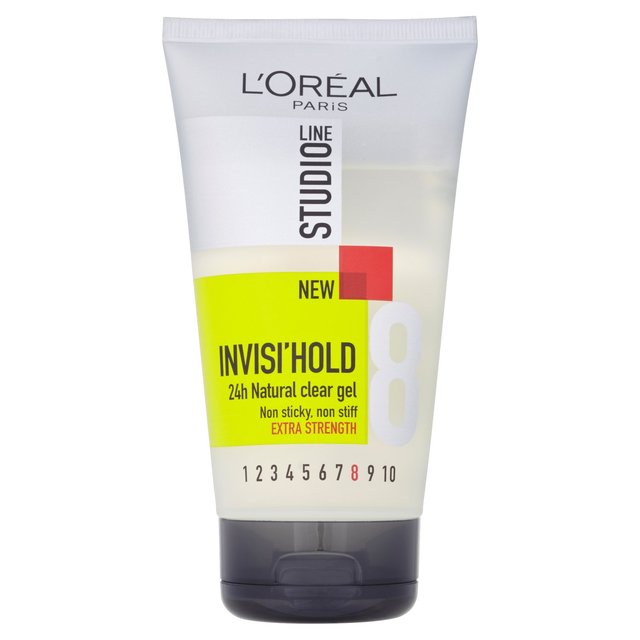 L'ORÉAL
PARIS
STUDIO
LINE
NEW
8
INVISI'HOLD
24h Natural clear gel
Non sticky, non stiff
EXTRA STRENGTH
1 2 3 4 5 6 7 8 9 10